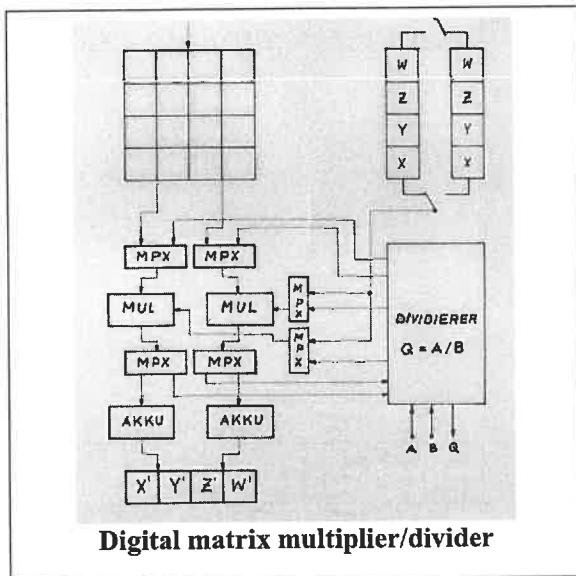 W W
Z Z
Y Y
X X
MPX MPX
MUL MUL
MPX
MPX
DIVIDIERER
Q = A/B
MPX MPX
AKKU AKKU
A B Q
X' Y' Z' W'
Digital matrix multiplier/divider